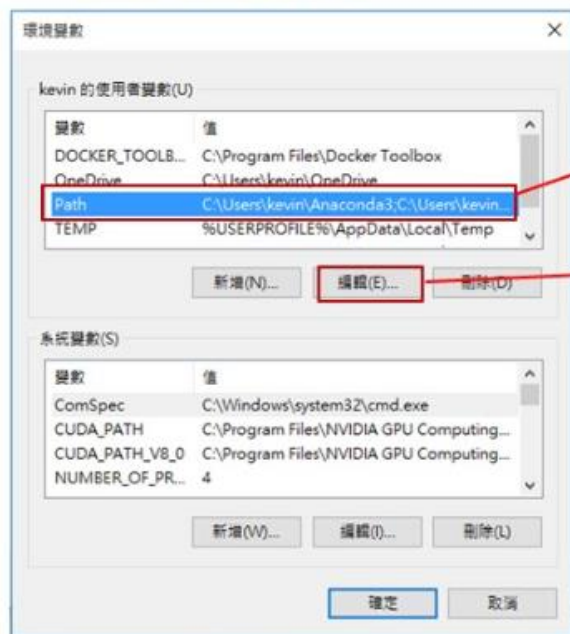 環境變數
kevin 的使用者變數(U)
變數 值
DOCKER_TOOLB... C:\Program Files\Docker Toolbox
OneDrive C:\Users\kevin\OneDrive
Path C:\Users\kevin\Anaconda3;C:\Users\kevin...
TEMP %USERPROFILE%\AppData\Local\Temp
新增(N)... 編輯(E)... 刪除(D)
系統變數(S)
變數 值
ComSpec C:\Windows\system32\cmd.exe
CUDA_PATH C:\Program Files\NVIDIA GPU Computing...
CUDA_PATH_V8_0 C:\Program Files\NVIDIA GPU Computing...
NUMBER_OF_PR... 4
新增(W)... 編輯(I)... 刪除(L)
確定 取消